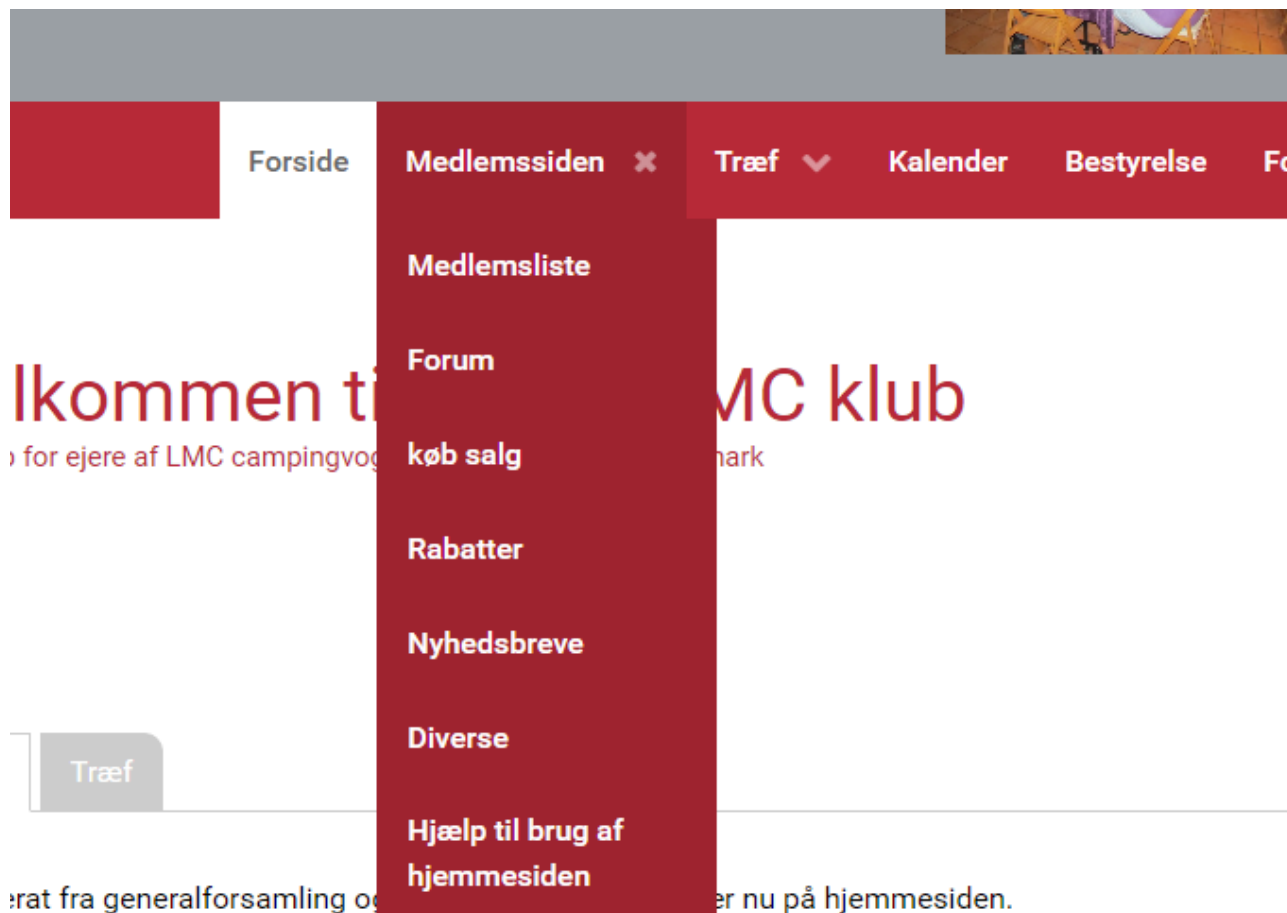 Forside Medlemssiden Træf Kalender Bestyrelse
Medlemsliste
Forum
lkommen ti MC klub
for ejere af LMC campingvog mark
køb salg
Rabatter
Nyhedsbreve
Diverse
Træf
Hjælp til brug af
hjemmesiden
erat fra generalforsamling og er nu på hjemmesiden.